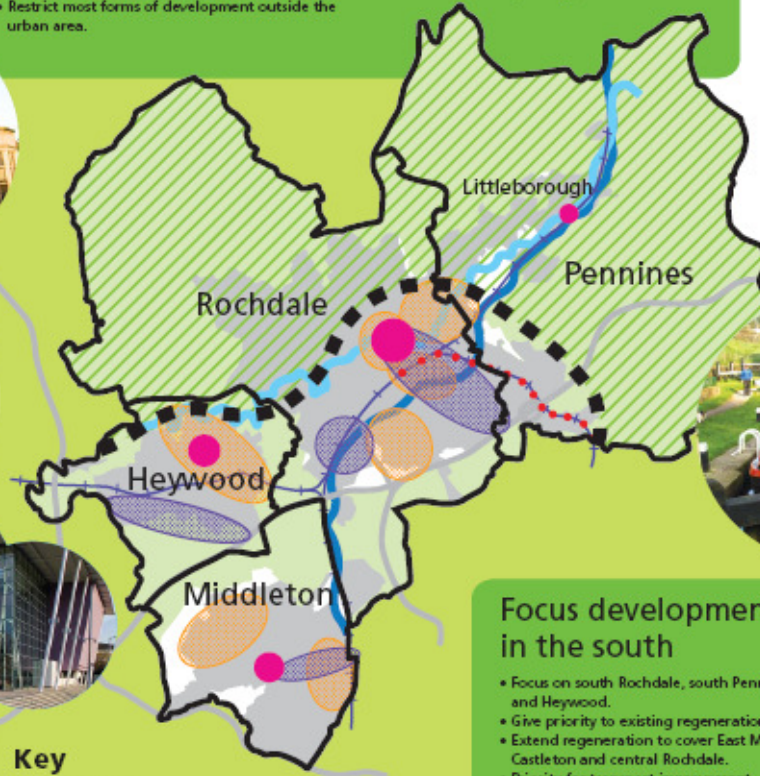 • Restrict most forms of development outside the
urban area.
Littleborough
Pennines
Rochdale
Heywood
Middleton
Focus developmen
in the south
• Focus on south Rochdale, south Penn
and Heywood.
• Give priority to existing regeneration
• Extend regeneration to cover East M
Castleton and central Rochdale.
Key